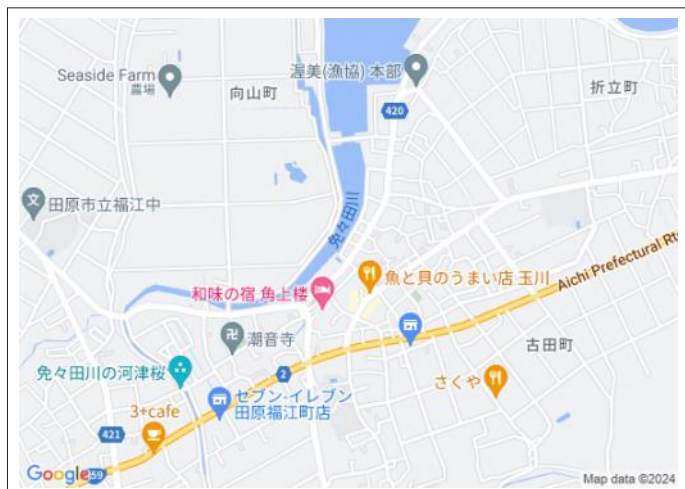 Seaside Farm
農場
向山町
渥美(漁協)本部
折立町
420
田原市立福江中
免々田川
和味の宿 角上楼
魚と貝のうまい店 玉川
Aichi Prefectural Rts
潮音寺
古田町
免々田川の河津桜
2
セブン-イレブン
田原福江町店
さくや
3+cafe
421
Google
Map data ©2024